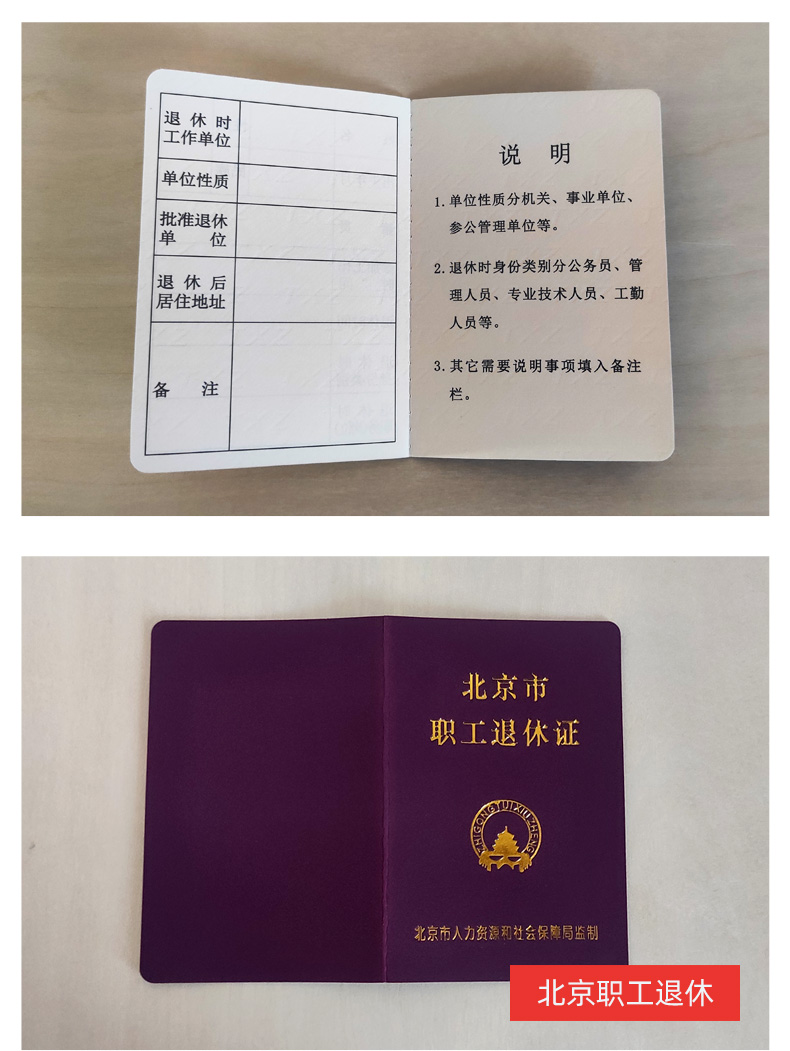 退休时
工作单位
单位性质
批准退休
单位
退休后
居住地址
备注
说明
1. 单位性质分机关、事业单位、
参公管理单位等。
2. 退休时身份类别分公务员、管
理人员、专业技术人员、工勤
人员等。
3. 其它需要说明事项填入备注
栏。
北京市
职工退休证
ZHIGONGTUIXIUZHENG
北京市人力资源和社会保障局监制
北京职工退休